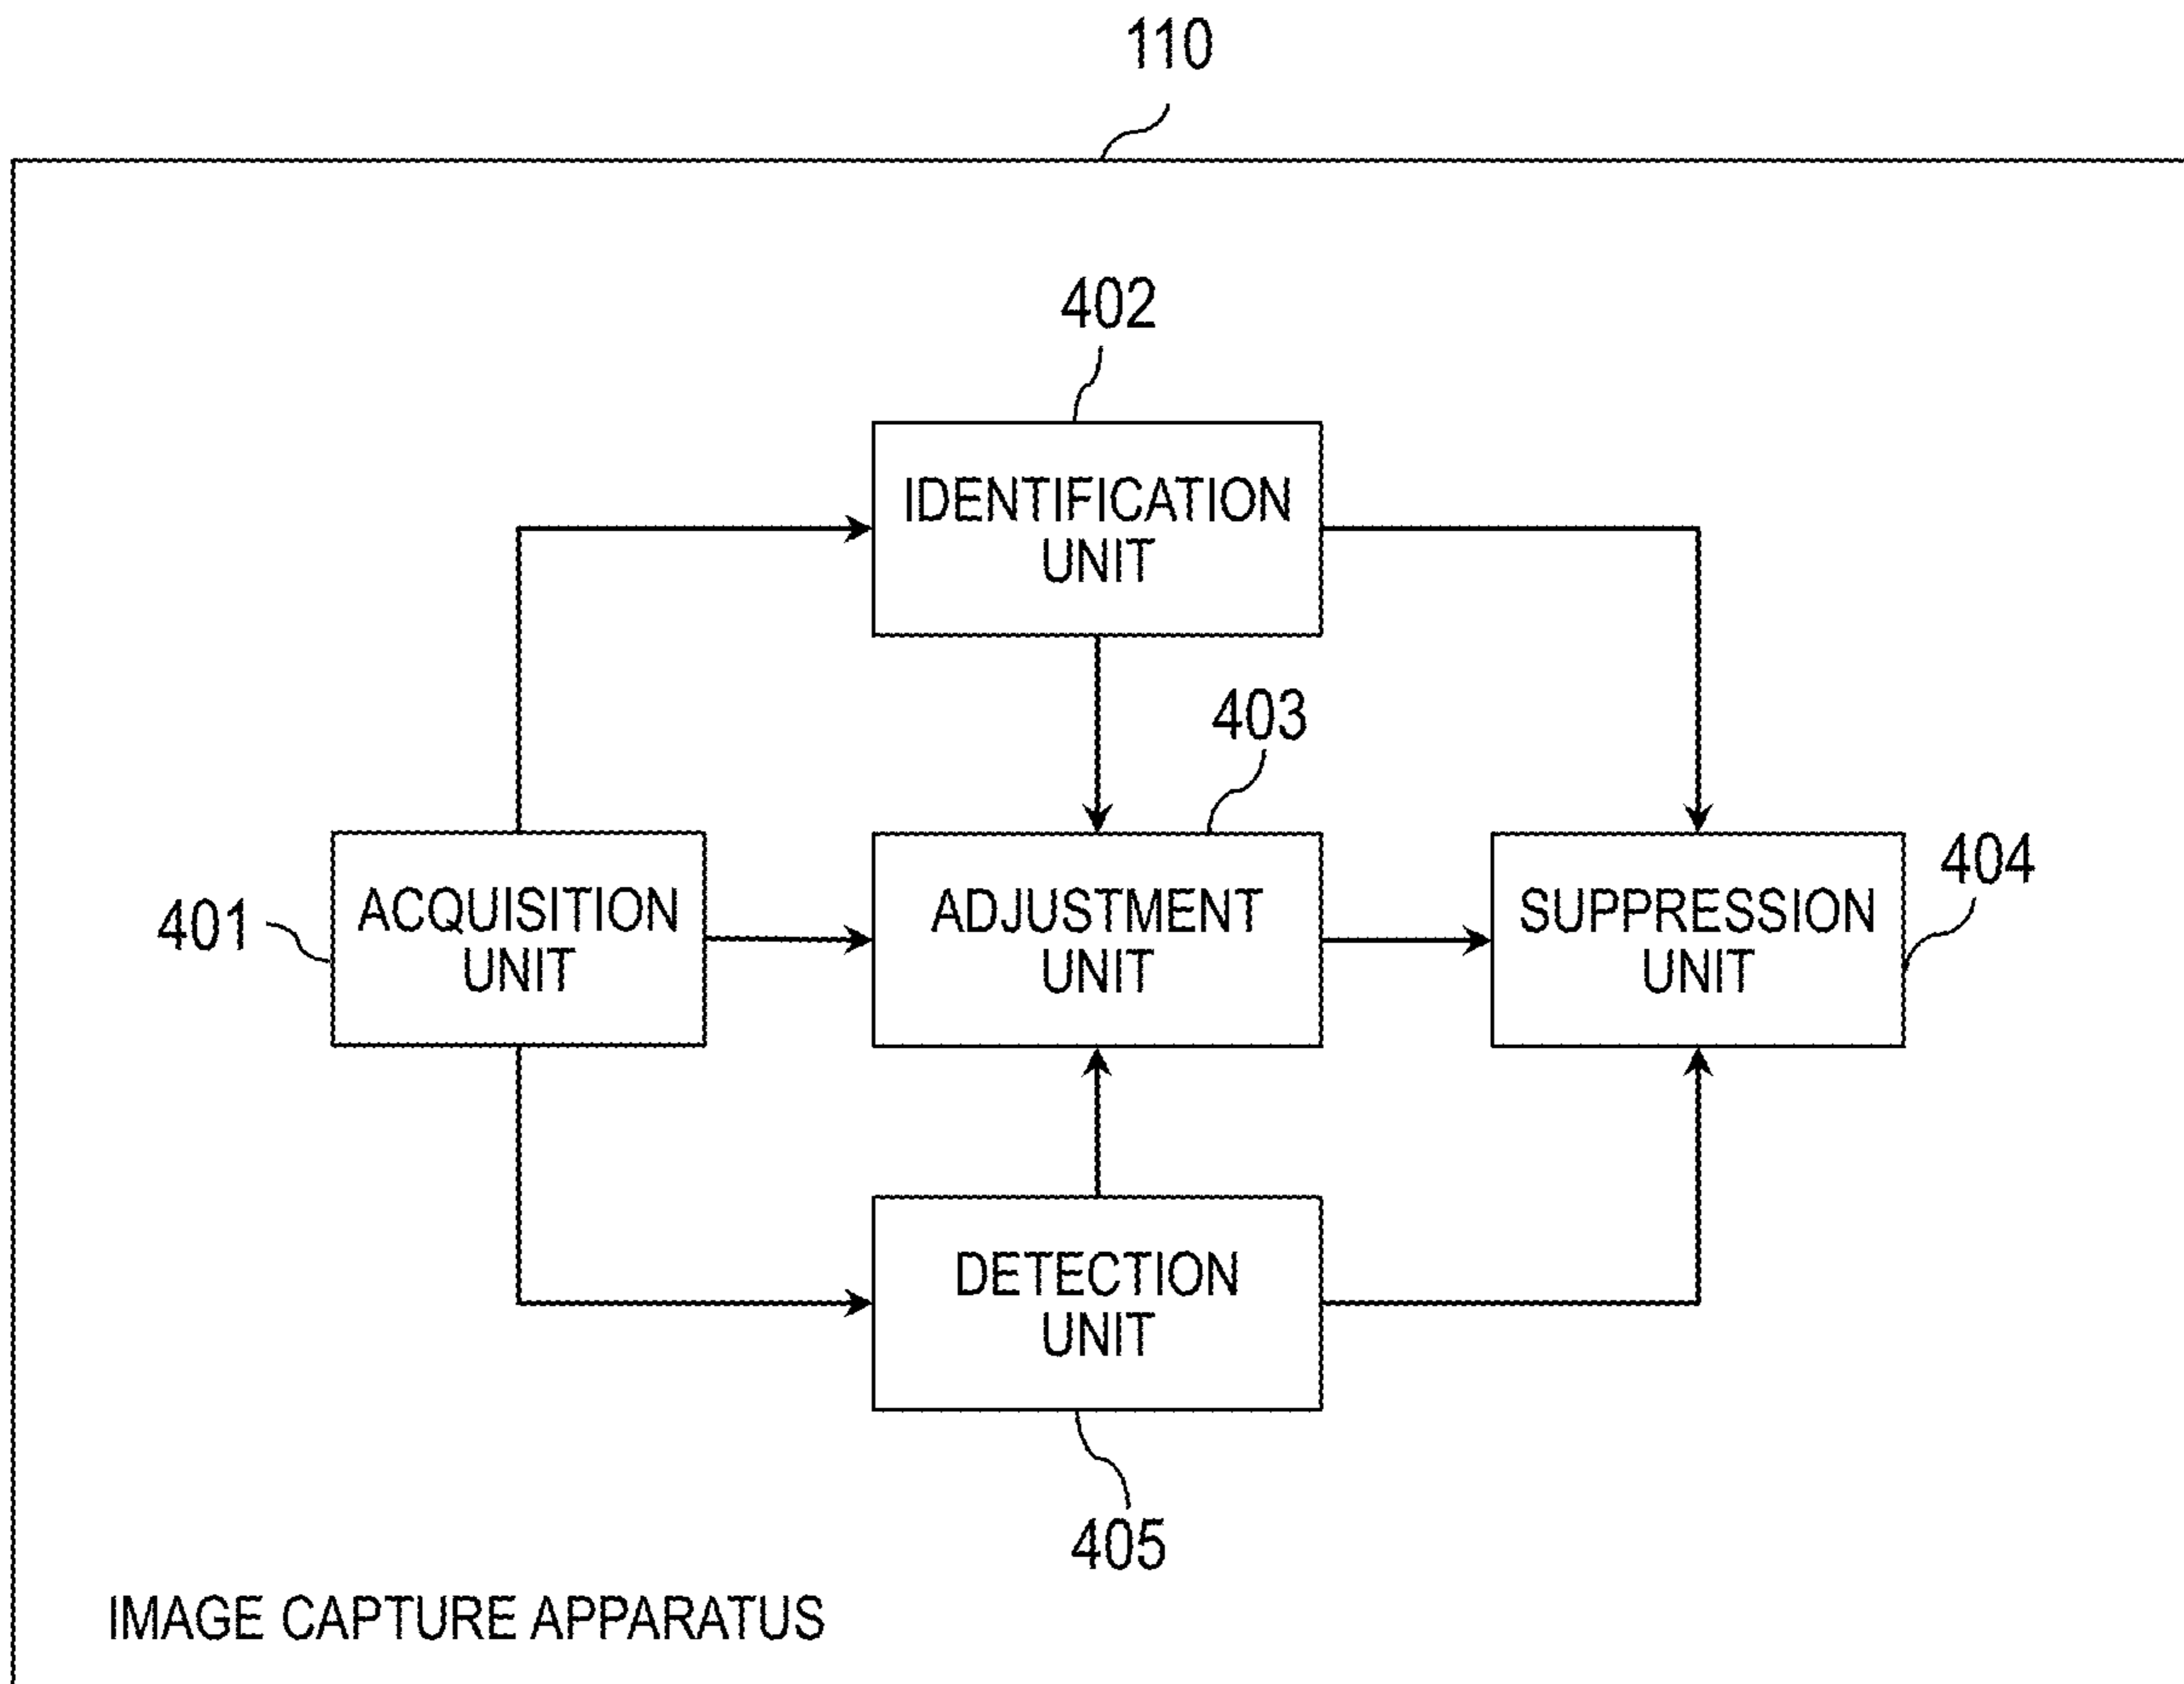 110
402
IDENTIFICATION
UNIT
403
401
ACQUISITION
UNIT
ADJUSTMENT
UNIT
SUPPRESSION
UNIT
404
DETECTION
UNIT
405
IMAGE CAPTURE APPARATUS